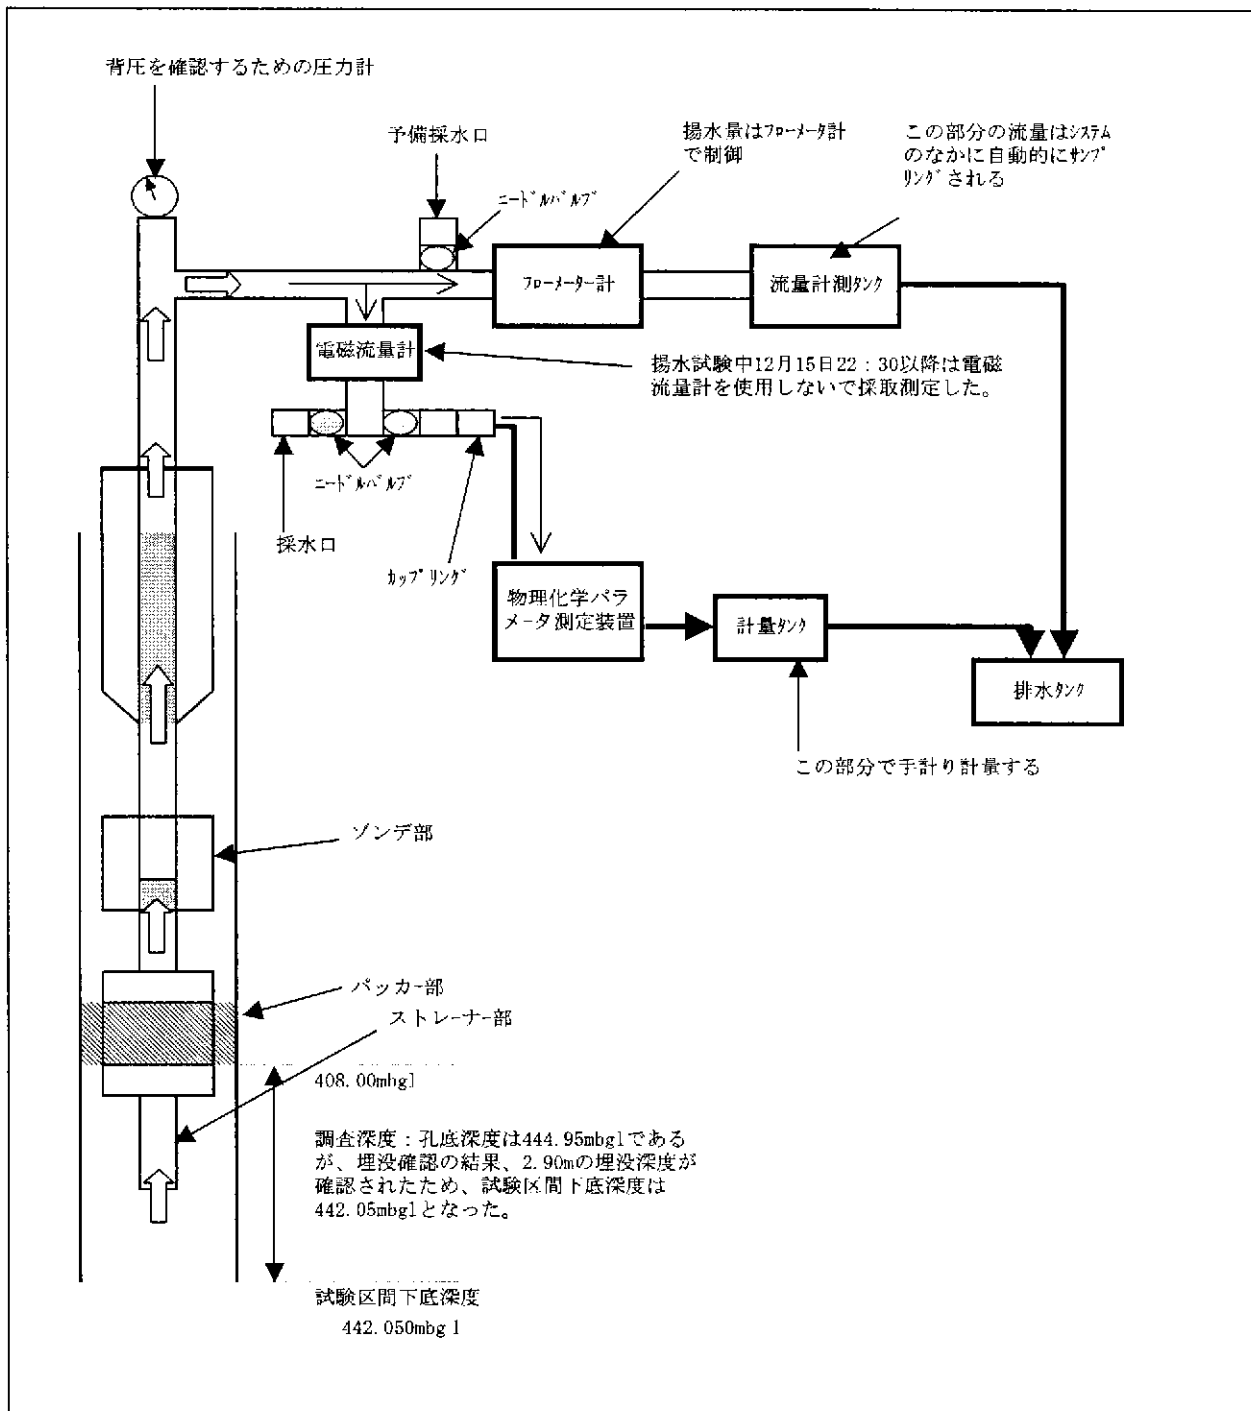 背圧を確認するための圧力計
予備採水口
揚水量はﾌﾛｰﾒｰﾀ計
で制御
この部分の流量はｼｽﾃﾑ
のなかに自動的にｻﾝﾌﾟ
ﾘﾝｸﾞされる
ﾆｰﾄﾞﾙﾊﾞﾙﾌﾞ
ﾌﾛｰﾒｰﾀｰ計
流量計測ﾀﾝｸ
電磁流量計
揚水試験中12月15日22：30以降は電磁
流量計を使用しないで採取測定した。
ﾆｰﾄﾞﾙﾊﾞﾙﾌﾞ
採水口
ｶｯﾌﾟﾘﾝｸﾞ
物理化学パラ
メータ測定装置
計量ﾀﾝｸ
排水ﾀﾝｸ
この部分で手計り計量する
ゾンデ部
パッカー部
ストレーナー部
408.00mbgl
調査深度：孔底深度は444.95mbglである
が、埋没確認の結果、2.90mの埋没深度が
確認されたため、試験区間下底深度は
442.05mbglとなった。
試験区間下底深度
442.050mbgl